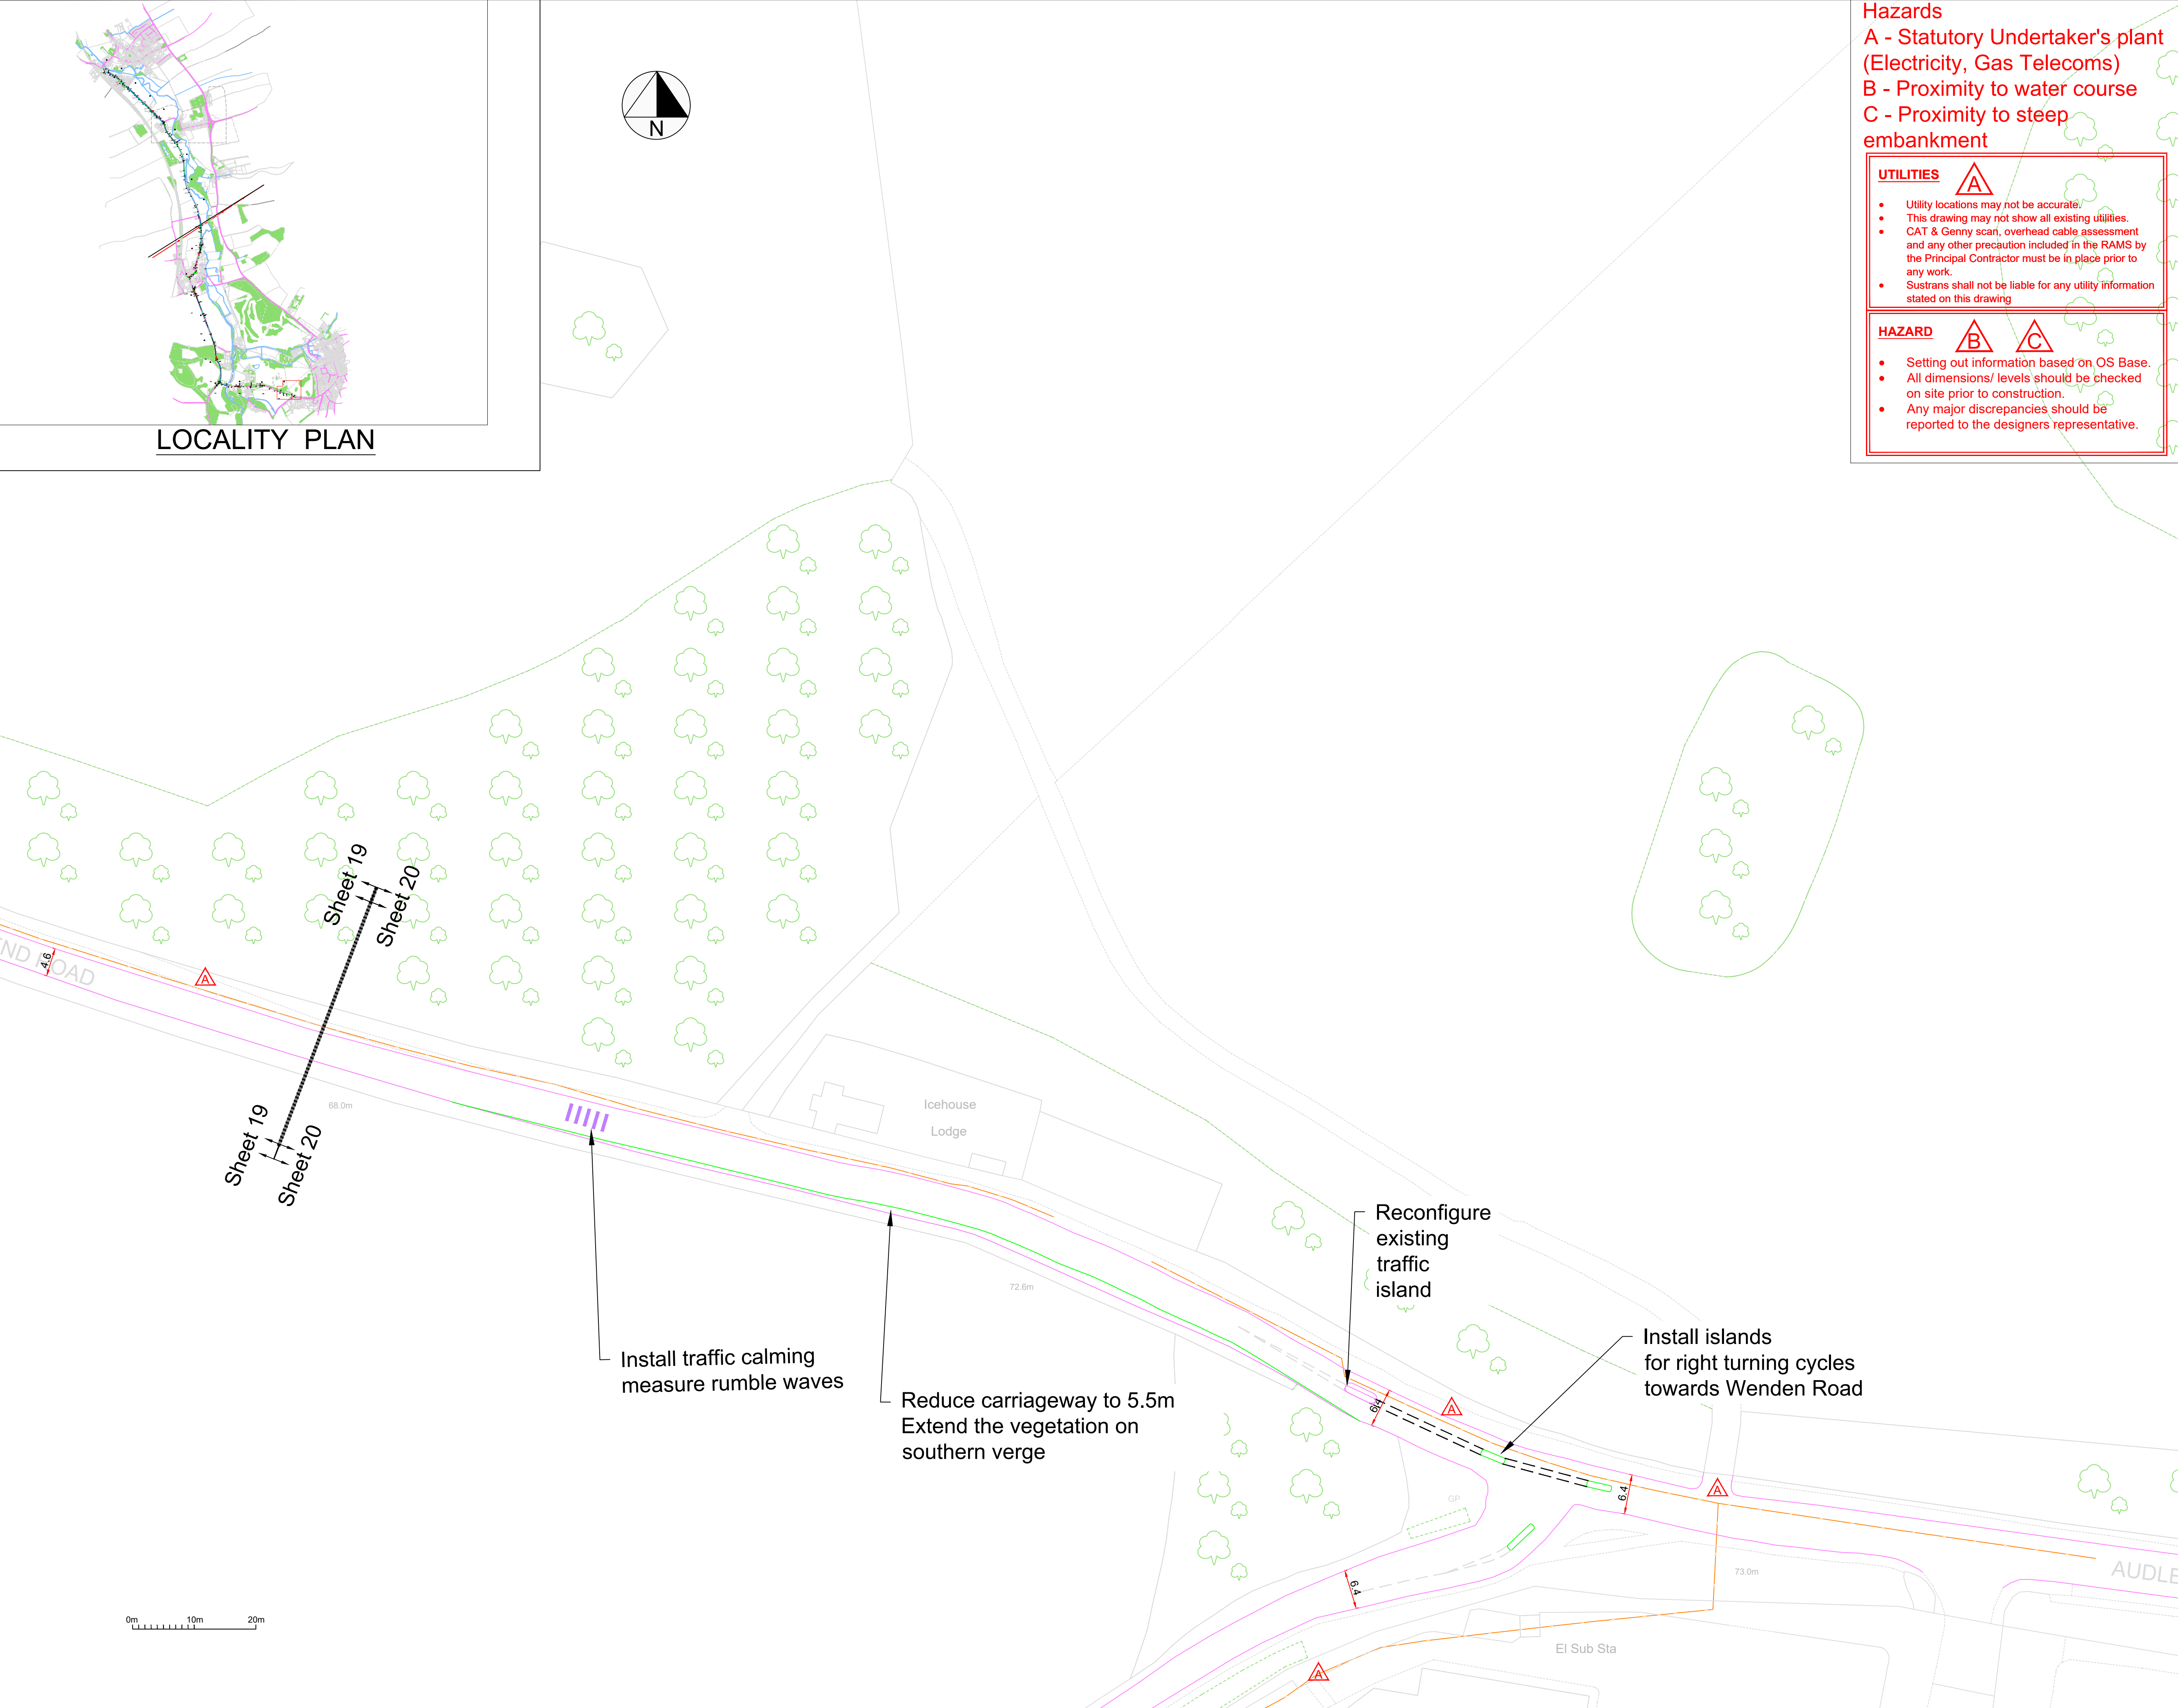 LOCALITY PLAN
N
Hazards
A - Statutory Undertaker's plant
(Electricity, Gas Telecoms)
B - Proximity to water course
C - Proximity to steep
embankment
UTILITIES
A
• Utility locations may not be accurate.
• This drawing may not show all existing utilities.
• CAT & Genny scan, overhead cable assessment
and any other precaution included in the RAMS by
the Principal Contractor must be in place prior to
any work.
• Sustrans shall not be liable for any utility information
stated on this drawing
HAZARD
B
C
• Setting out information based on OS Base.
• All dimensions/ levels should be checked
on site prior to construction.
• Any major discrepancies should be
reported to the designers representative.
Sheet 19
Sheet 20
ND ROAD
4.6
A
68.0m
Sheet 19
Sheet 20
Icehouse
Lodge
72.6m
Install traffic calming
measure rumble waves
Reduce carriageway to 5.5m
Extend the vegetation on
southern verge
Reconfigure
existing
traffic
island
Install islands
for right turning cycles
towards Wenden Road
6.4
A
6.4
A
GP
6.4
73.0m
AUDLE
El Sub Sta
A
0m 10m 20m